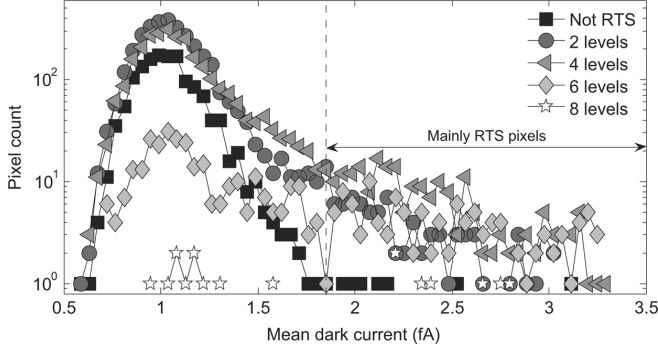 Not RTS
2 levels
4 levels
6 levels
8 levels
Mainly RTS pixels
Pixel count
10²
10¹
10⁰
0.5 1 1.5 2 2.5 3 3.5
Mean dark current (fA)